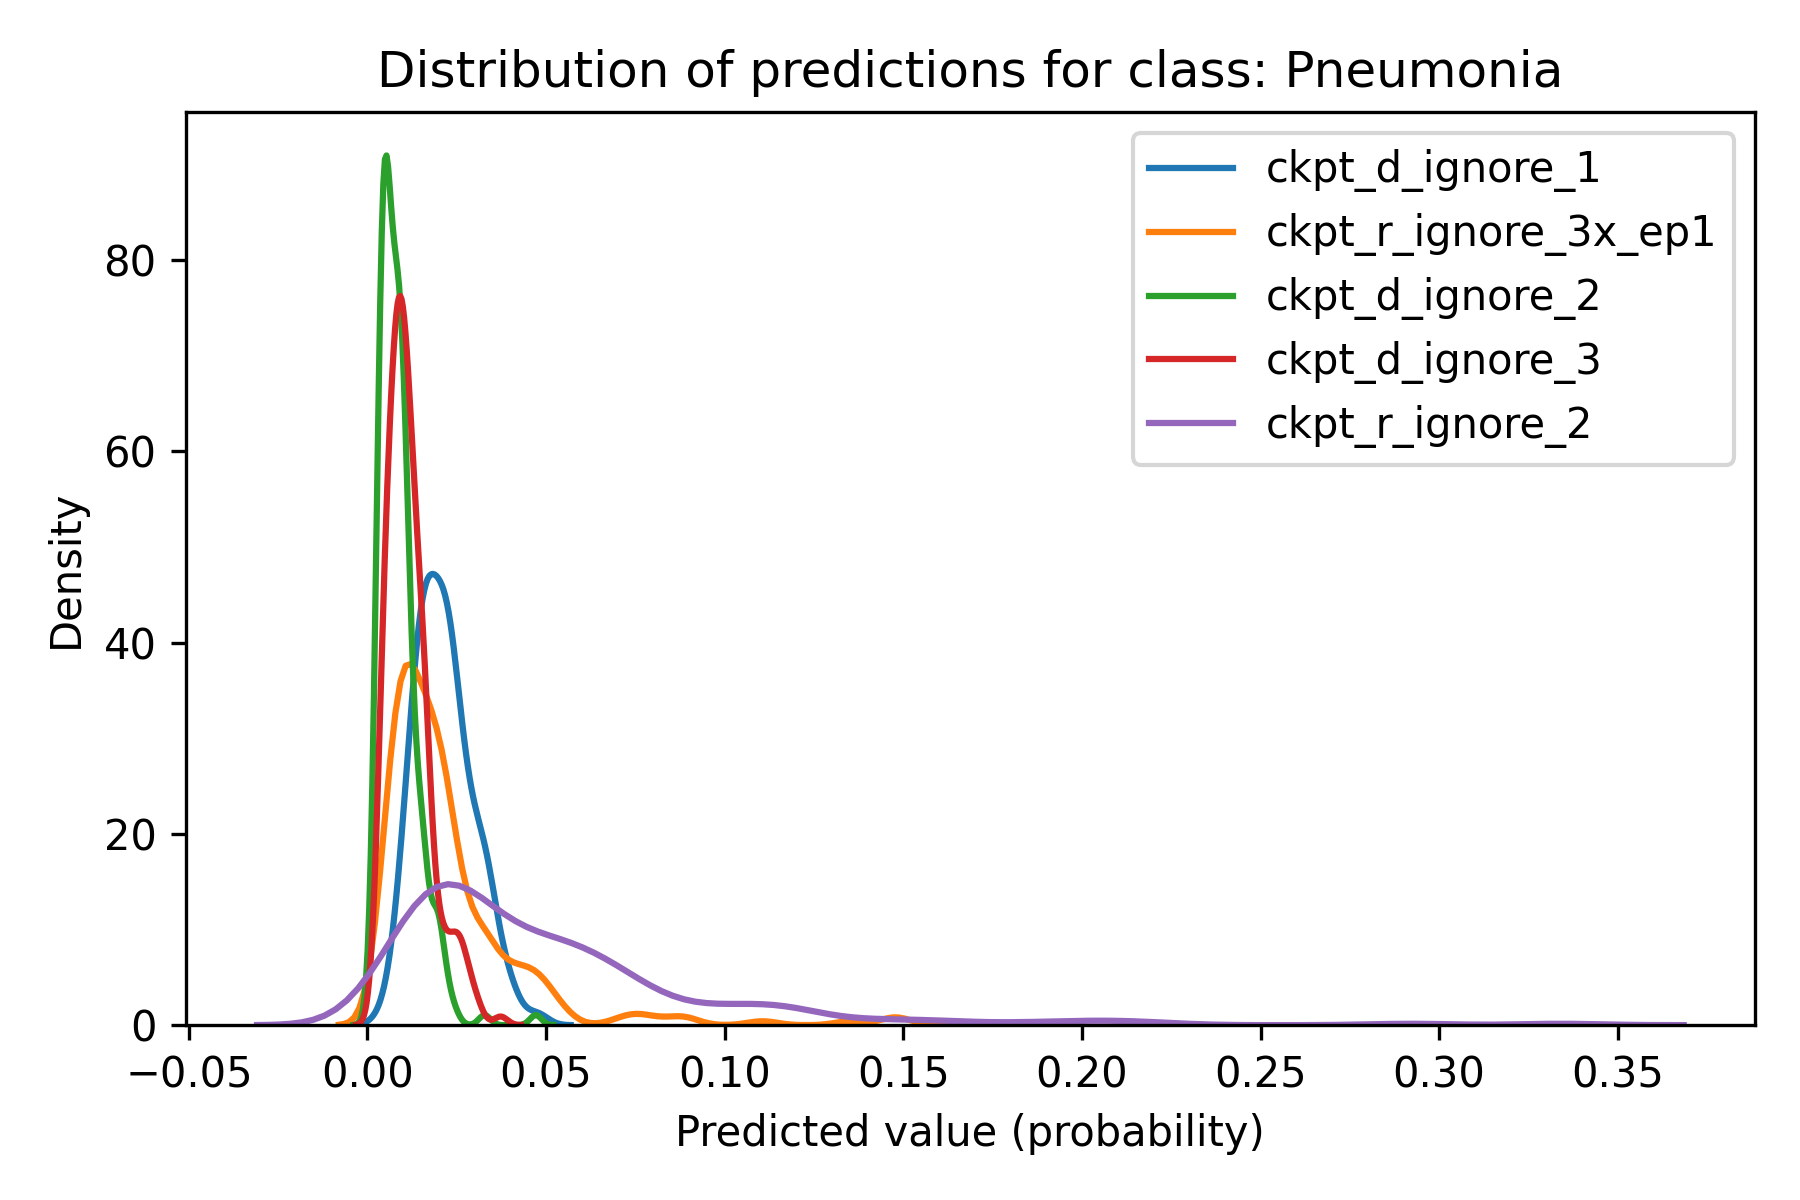 Distribution of predictions for class: Pneumonia
ckpt_d_ignore_1
ckpt_r_ignore_3x_ep1
ckpt_d_ignore_2
ckpt_d_ignore_3
ckpt_r_ignore_2
Density
80
60
40
20
0
−0.05 0.00 0.05 0.10 0.15 0.20 0.25 0.30 0.35
Predicted value (probability)